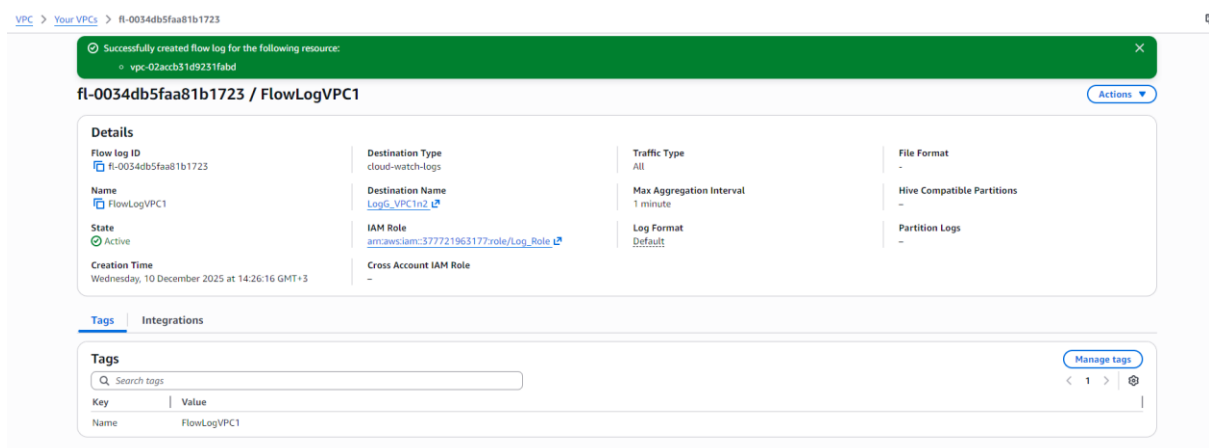 VPC > Your VPCs > fl-0034db5faa81b1723
Successfully created flow log for the following resource:
vpc-02accb31d9231fabd
fl-0034db5faa81b1723 / FlowLogVPC1
Actions
Details
Flow log ID
fl-0034db5faa81b1723
Destination Type
cloud-watch-logs
Traffic Type
All
File Format
-
Name
FlowLogVPC1
Destination Name
LogG_VPC1n2
Max Aggregation Interval
1 minute
Hive Compatible Partitions
-
State
Active
IAM Role
arn:aws:iam::377721963177:role/Log_Role
Log Format
Default
Partition Logs
-
Creation Time
Wednesday, 10 December 2025 at 14:26:16 GMT+3
Cross Account IAM Role
-
Tags
Integrations
Tags
Manage tags
Search tags
< 1 >
Key Value
Name FlowLogVPC1